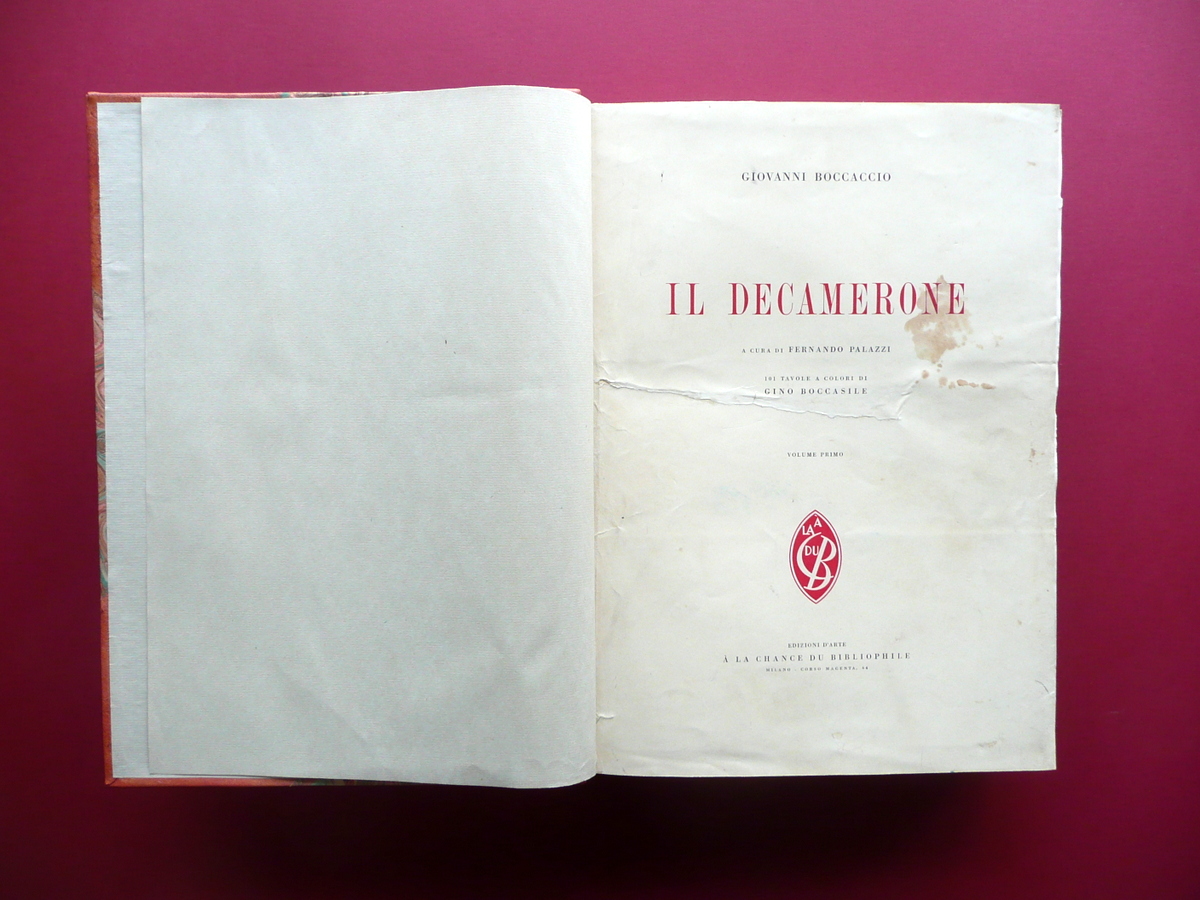 GIOVANNI BOCCACCIO
IL DECAMERONE
A CURA DI FERNANDO PALAZZI
101 TAVOLE A COLORI DI
GINO BOCCASILE
VOLUME PRIMO
A
LA
DU
CB
EDIZIONI D'ARTE
À LA CHANCE DU BIBLIOPHILE
MILANO - CORSO MAGENTA,